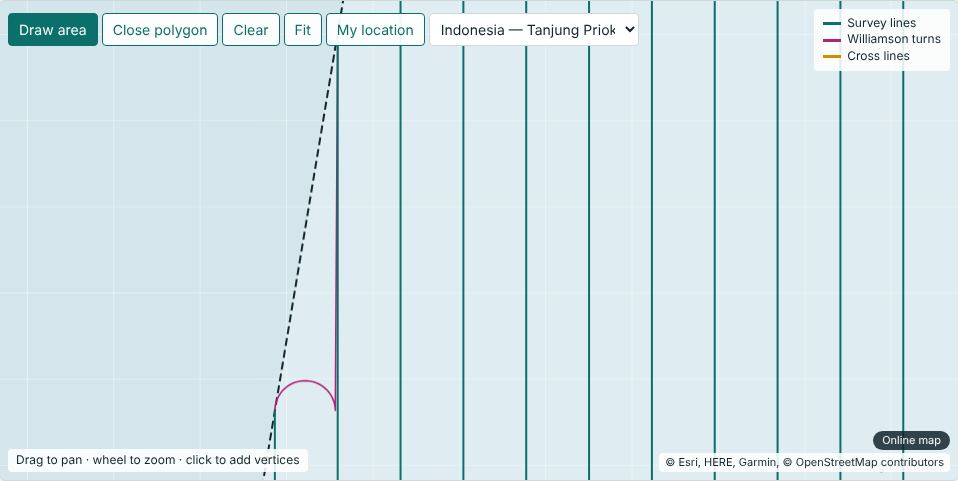 Draw area
Close polygon
Clear
Fit
My location
Indonesia — Tanjung Priok
Survey lines
Williamson turns
Cross lines
Online map
Drag to pan · wheel to zoom · click to add vertices
© Esri, HERE, Garmin, © OpenStreetMap contributors